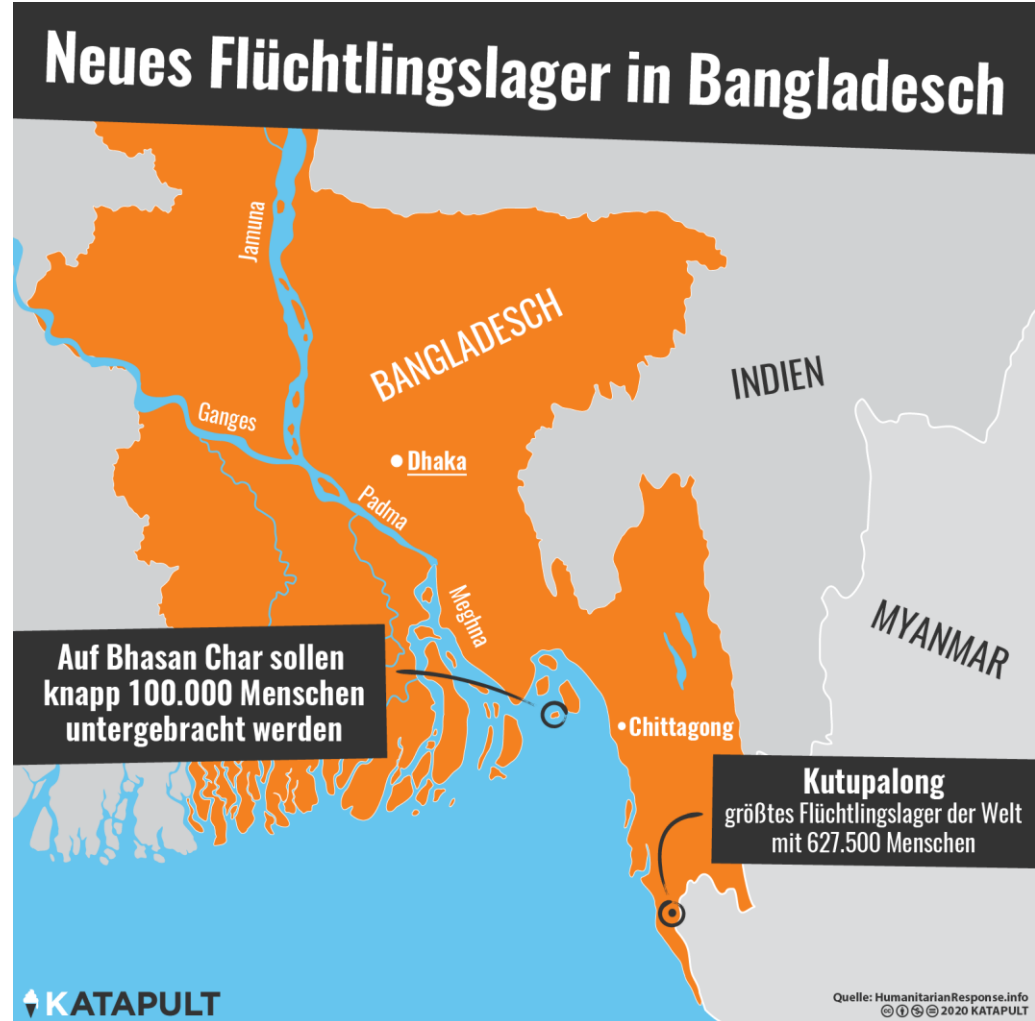 Neues Flüchtlingslager in Bangladesch
Jamuna
BANGLADESCH
INDIEN
Ganges
Dhaka
Padma
Meghna
MYANMAR
Auf Bhasan Char sollen
knapp 100.000 Menschen
untergebracht werden
Chittagong
Kutupalong
größtes Flüchtlingslager der Welt
mit 627.500 Menschen
KATAPULT
Quelle: HumanitarianResponse.info
2020 KATAPULT